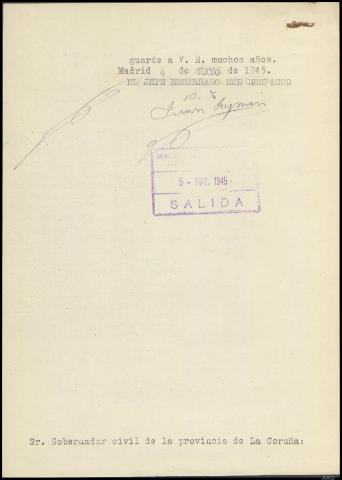 guarde a V. E. muchos años.
Madrid 4 de MAYO de 1945.
EL JEFE ENCARGADO DEL DESPACHO
Juan
5 - MAY. 1945
SALIDA
Sr. Gobernador civil de la provincia de La Coruña: